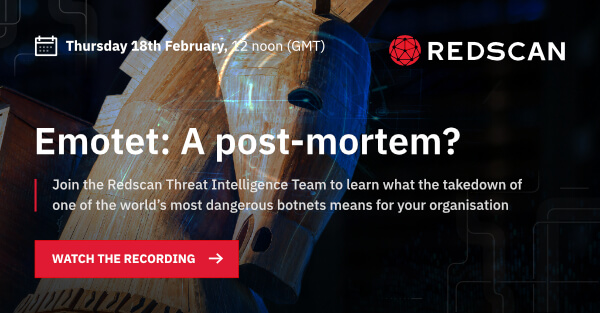 Thursday 18th February, 12 noon (GMT)
REDSCAN
Emotet: A post-mortem?
Join the Redscan Threat Intelligence Team to learn what the takedown of
one of the world's most dangerous botnets means for your organisation
WATCH THE RECORDING